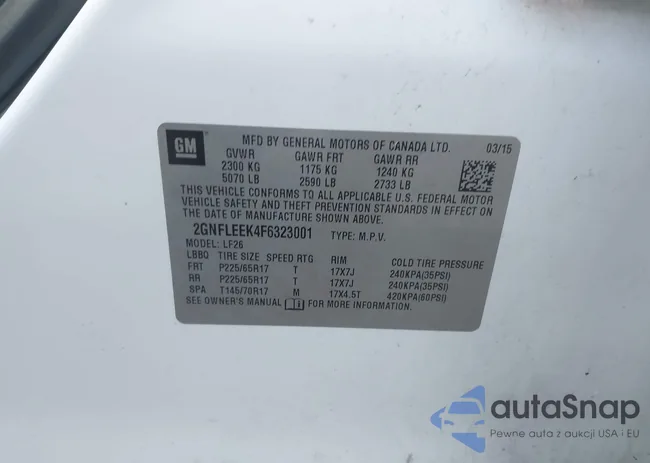 GM
MFD BY GENERAL MOTORS OF CANADA LTD. 03/15
GVWR GAWR FRT GAWR RR
2300 KG 1175 KG 1240 KG
5070 LB 2590 LB 2733 LB
THIS VEHICLE CONFORMS TO ALL APPLICABLE U.S. FEDERAL MOTOR
VEHICLE SAFETY AND THEFT PREVENTION STANDARDS IN EFFECT ON
THE DATE OF MANUFACTURE SHOWN ABOVE.
2GNFLEEK4F6323001 TYPE: M.P.V.
MODEL: LF26
LBBQ TIRE SIZE SPEED RTG RIM COLD TIRE PRESSURE
FRT P225/65R17 T 17X7J 240KPA(35PSI)
RR P225/65R17 T 17X7J 240KPA(35PSI)
SPA T145/70R17 M 17X4.5T 420KPA(60PSI)
SEE OWNER'S MANUAL i FOR MORE INFORMATION.
autaSnap
Pewne auta z aukcji USA i EU